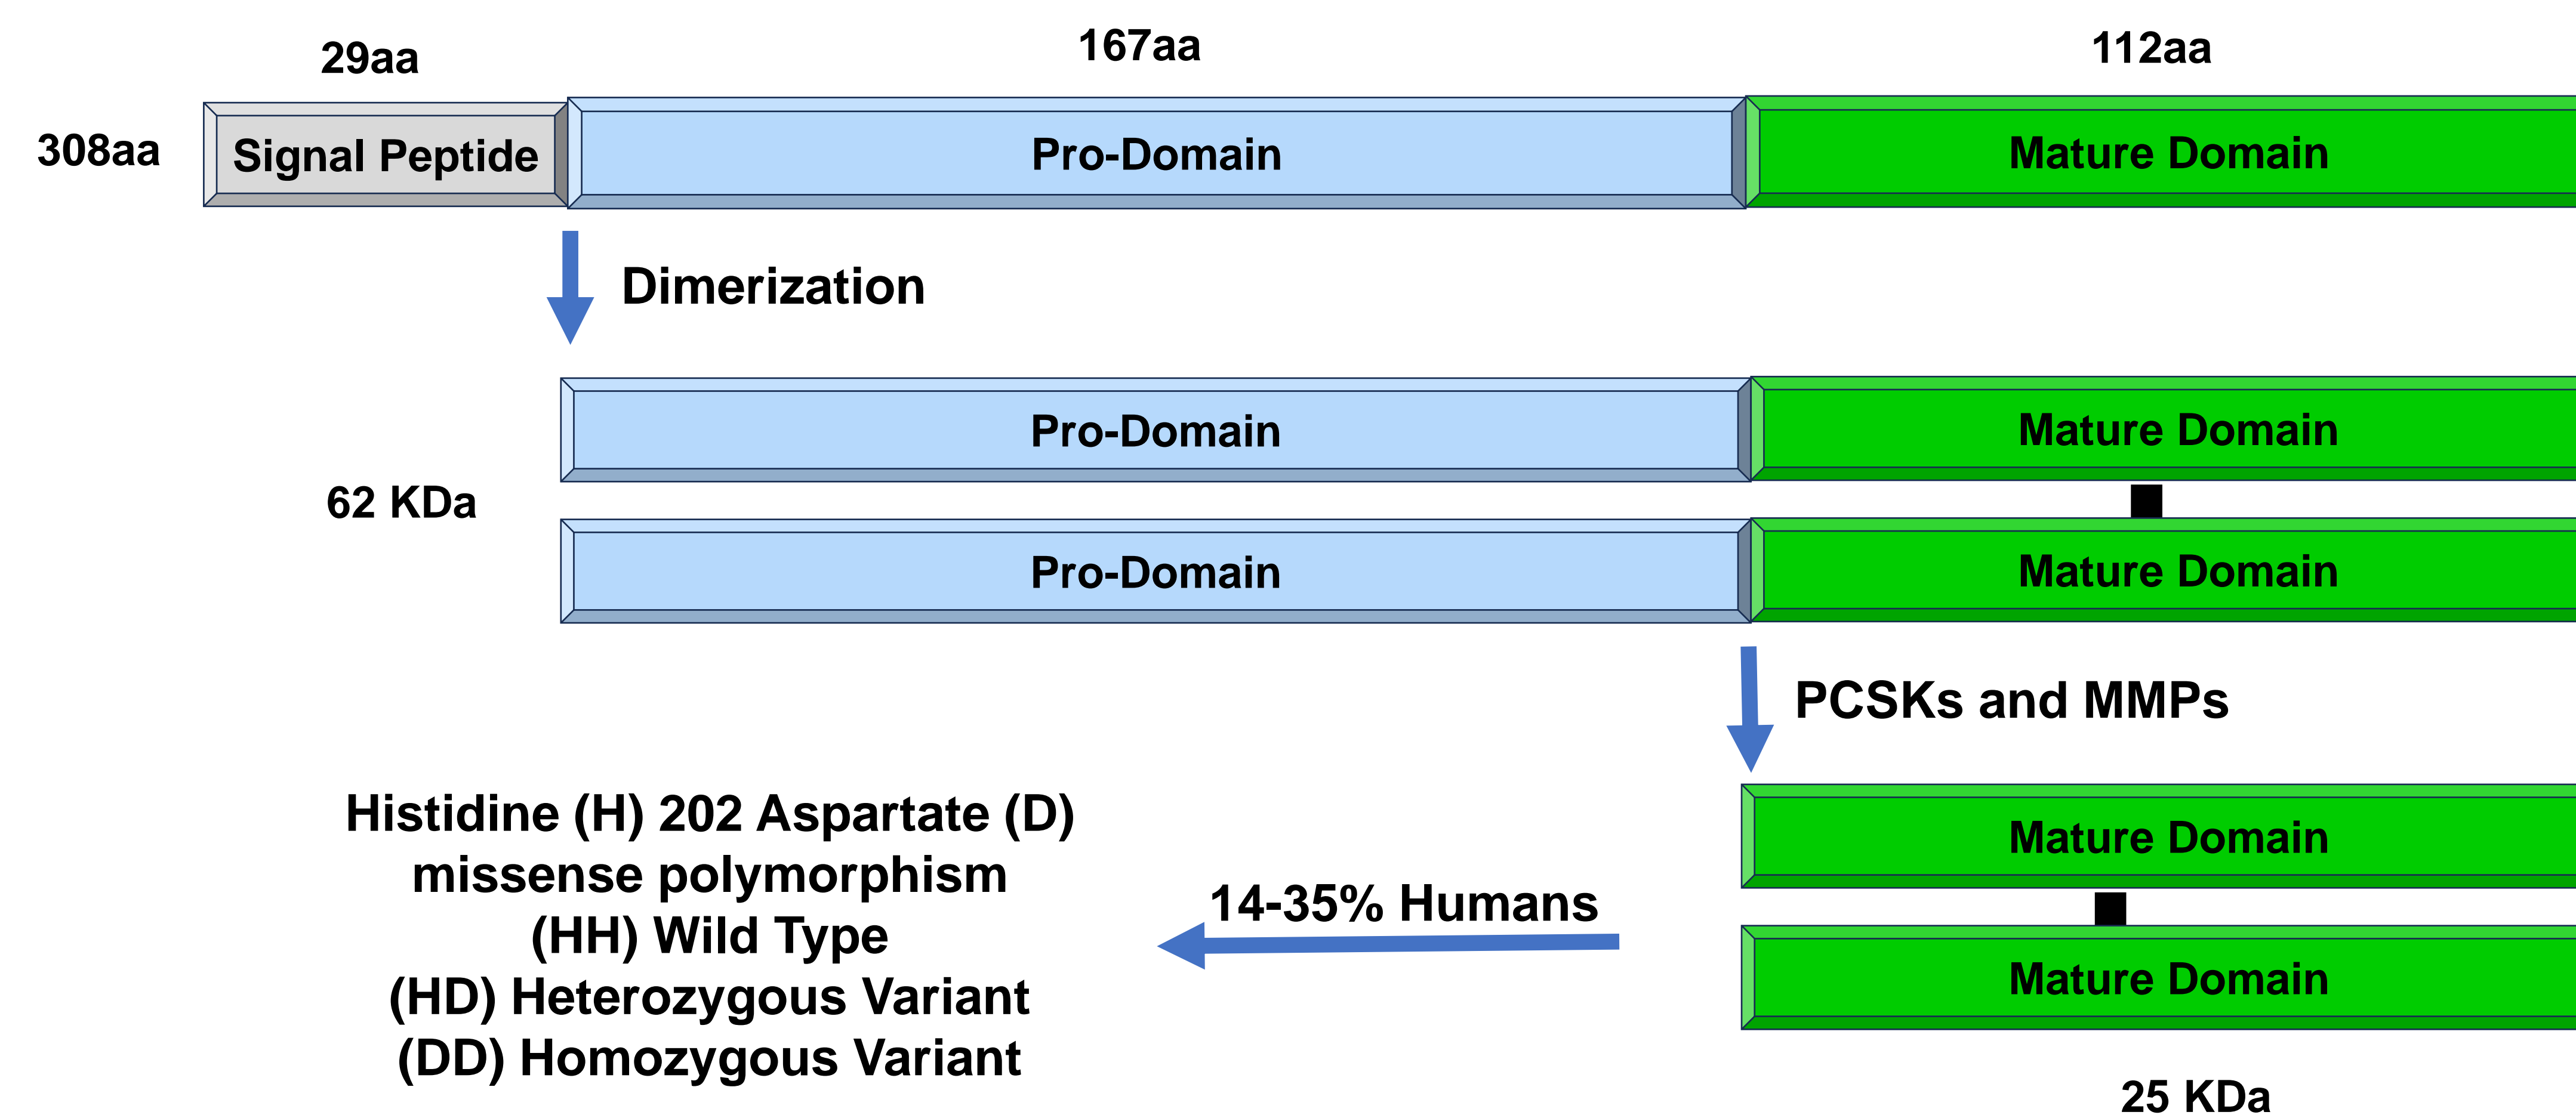 29aa
167aa
112aa
308aa
Signal Peptide
Pro-Domain
Mature Domain
Dimerization
Pro-Domain
Mature Domain
62 KDa
Pro-Domain
Mature Domain
PCSKs and MMPs
Histidine (H) 202 Aspartate (D)
missense polymorphism
(HH) Wild Type
(HD) Heterozygous Variant
(DD) Homozygous Variant
14-35% Humans
Mature Domain
Mature Domain
25 KDa